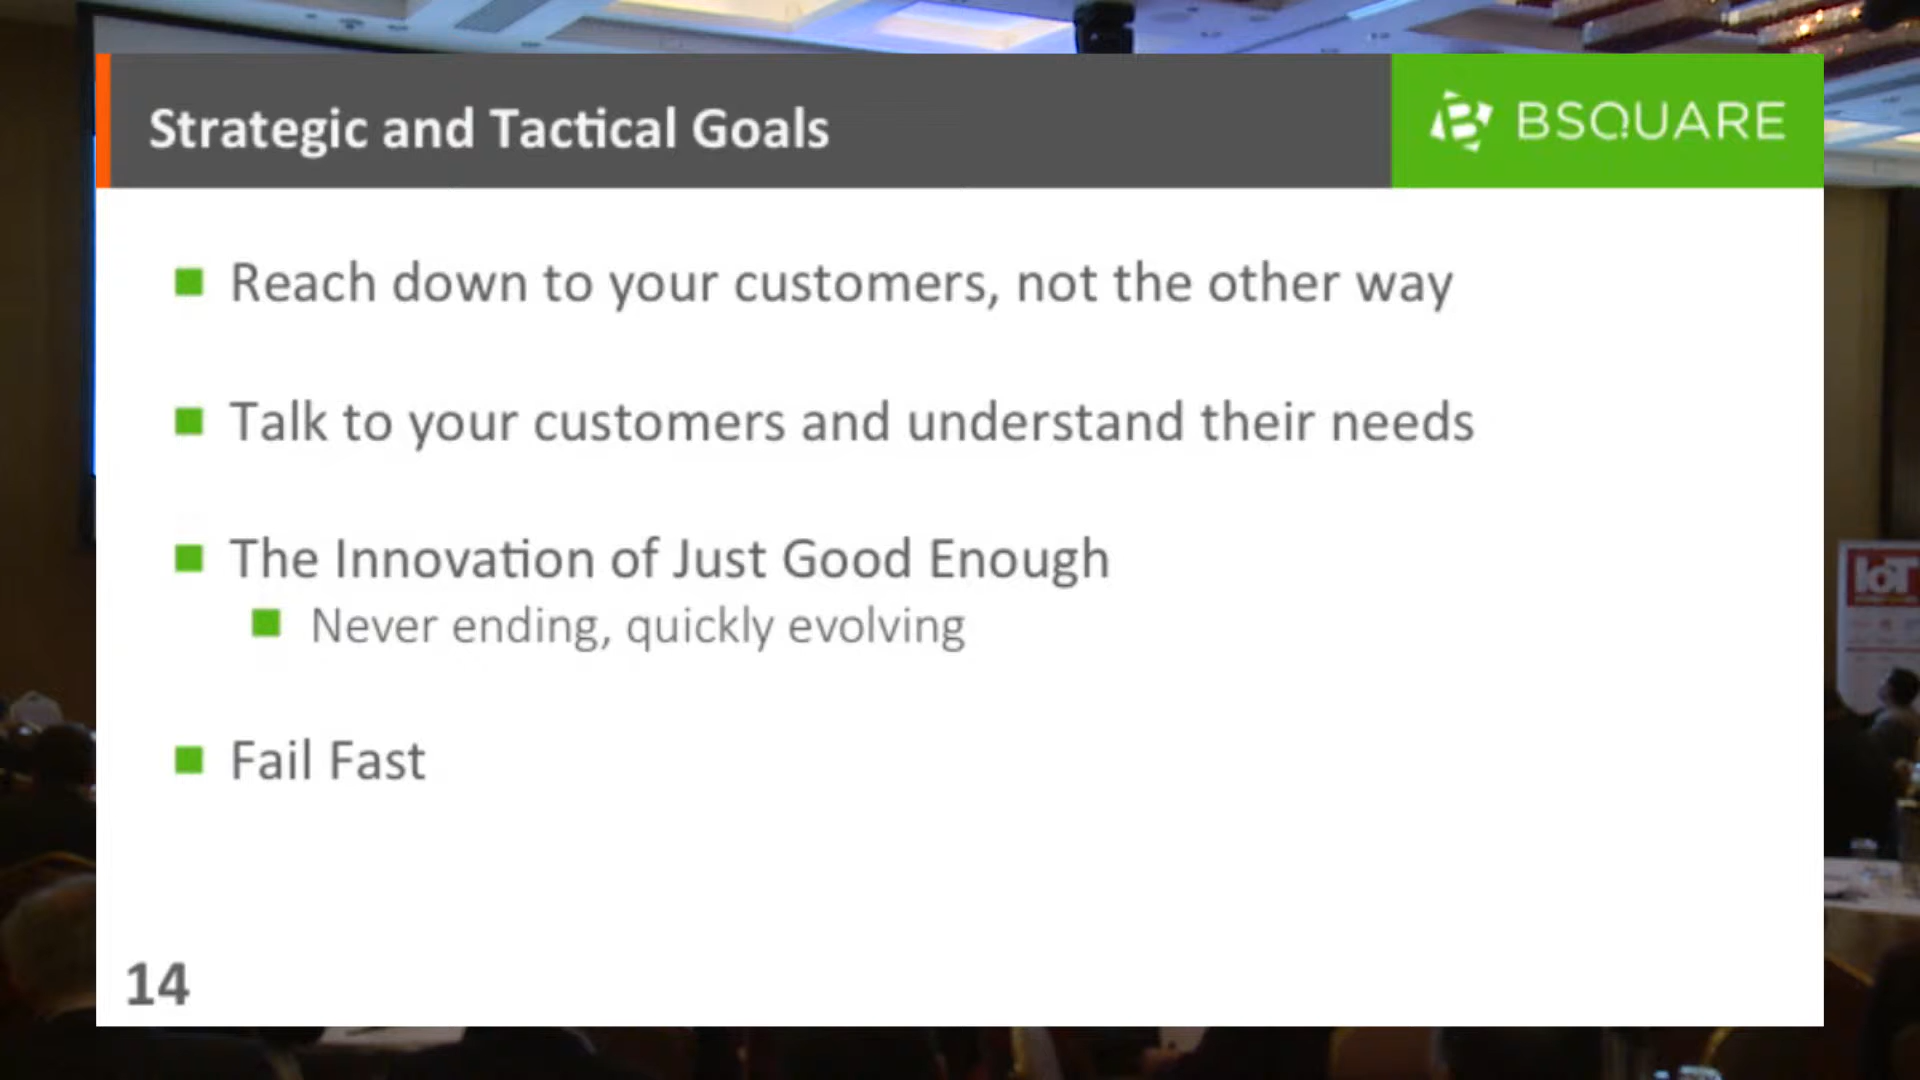 Strategic and Tactical Goals
BSQUARE
Reach down to your customers, not the other way
Talk to your customers and understand their needs
The Innovation of Just Good Enough
Never ending, quickly evolving
Fail Fast
14
IoT